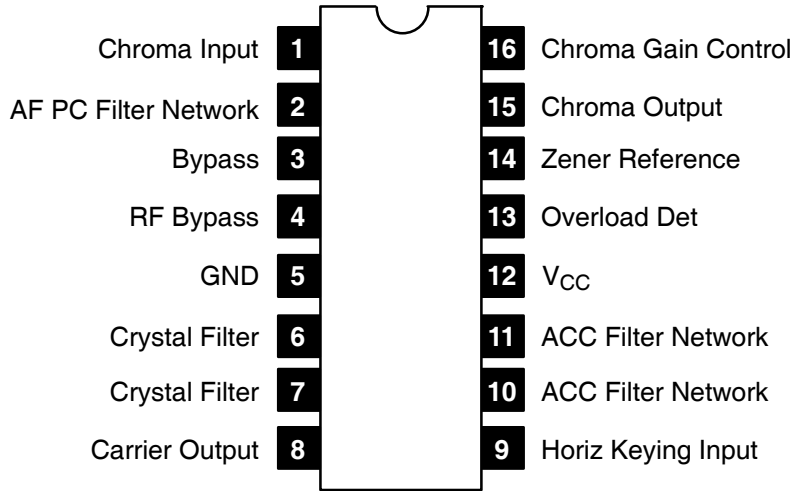 Chroma Input 1 16 Chroma Gain Control
AF PC Filter Network 2 15 Chroma Output
Bypass 3 14 Zener Reference
RF Bypass 4 13 Overload Det
GND 5 12 VCC
Crystal Filter 6 11 ACC Filter Network
Crystal Filter 7 10 ACC Filter Network
Carrier Output 8 9 Horiz Keying Input